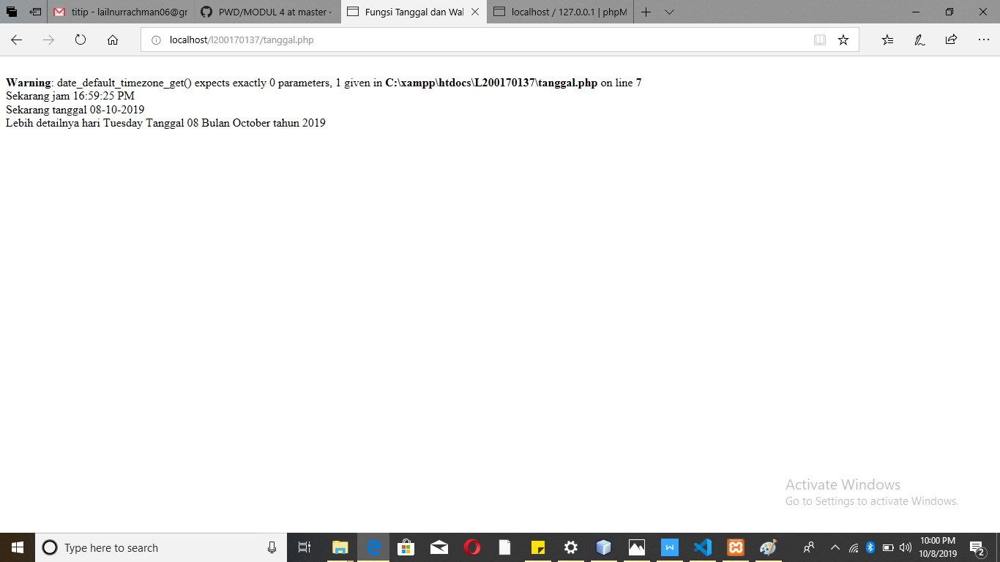 titip - lailnurrachman06@gr
PWD/MODUL 4 at master ·
Fungsi Tanggal dan Wal
localhost / 127.0.0.1 | phpM
localhost/l200170137/tanggal.php
Warning: date_default_timezone_get() expects exactly 0 parameters, 1 given in C:\xampp\htdocs\L200170137\tanggal.php on line 7
Sekarang jam 16:59:25 PM
Sekarang tanggal 08-10-2019
Lebih detailnya hari Tuesday Tanggal 08 Bulan October tahun 2019
Activate Windows
Go to Settings to activate Windows.
Type here to search
10:00 PM
10/8/2019
2